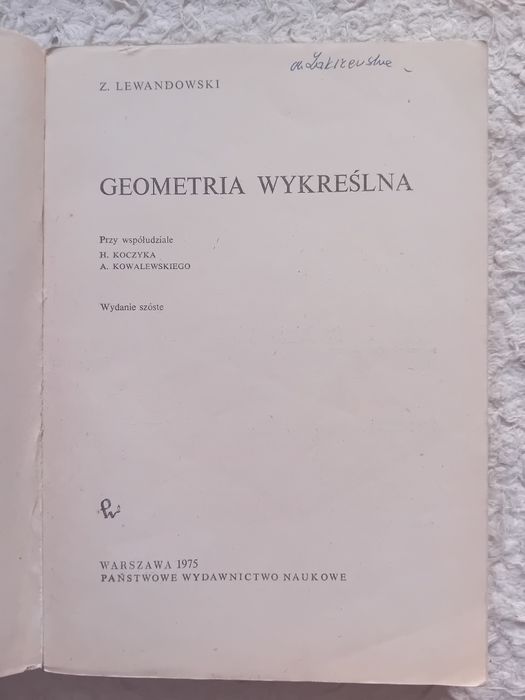 Z. LEWANDOWSKI
GEOMETRIA WYKREŚLNA
Przy współudziale
H. KOCZYKA
A. KOWALEWSKIEGO
Wydanie szóste
WARSZAWA 1975
PAŃSTWOWE WYDAWNICTWO NAUKOWE